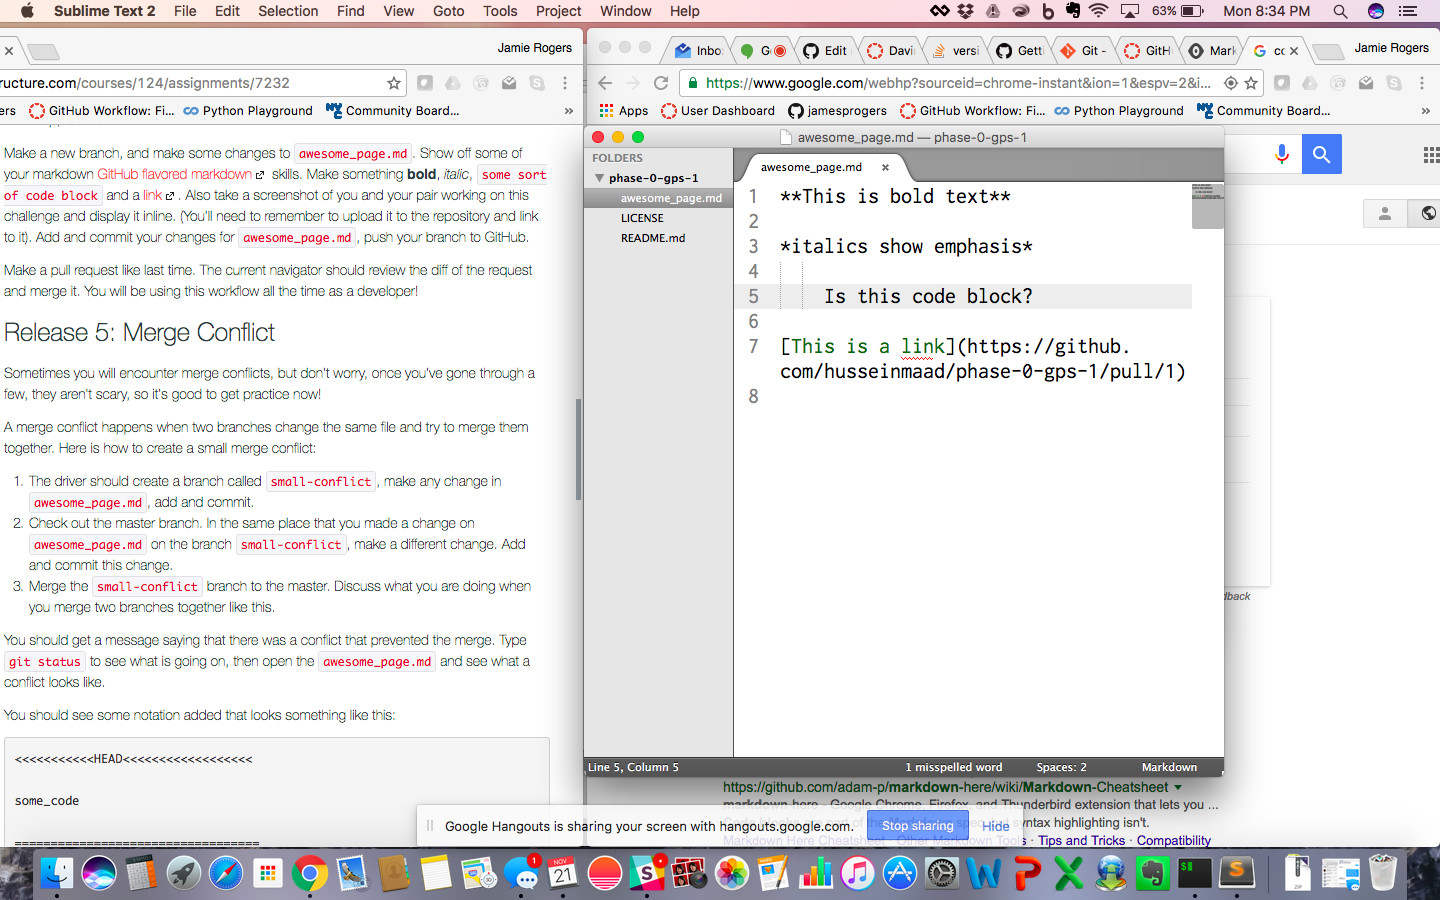 Sublime Text 2 File Edit Selection Find View Goto Tools Project Window Help 63% Mon 8:34 PM
Jamie Rogers
ructure.com/courses/124/assignments/7232
ers GitHub Workflow: Fi... Python Playground Community Board... »
Make a new branch, and make some changes to awesome_page.md. Show off some of
your markdown GitHub flavored markdown skills. Make something bold, italic, some sort
of code block and a link. Also take a screenshot of you and your pair working on this
challenge and display it inline. (You'll need to remember to upload it to the repository and link
to it). Add and commit your changes for awesome_page.md, push your branch to GitHub.
Make a pull request like last time. The current navigator should review the diff of the request
and merge it. You will be using this workflow all the time as a developer!
Release 5: Merge Conflict
Sometimes you will encounter merge conflicts, but don't worry, once you've gone through a
few, they aren't scary, so it's good to get practice now!
A merge conflict happens when two branches change the same file and try to merge them
together. Here is how to create a small merge conflict:
1. The driver should create a branch called small-conflict, make any change in
awesome_page.md, add and commit.
2. Check out the master branch. In the same place that you made a change on
awesome_page.md on the branch small-conflict, make a different change. Add
and commit this change.
3. Merge the small-conflict branch to the master. Discuss what you are doing when
you merge two branches together like this.
You should get a message saying that there was a conflict that prevented the merge. Type
git status to see what is going on, then open the awesome_page.md and see what a
conflict looks like.
You should see some notation added that looks something like this:
<<<<<<<<<<<HEAD<<<<<<<<<<<<<<<<<<
some_code
==================================
Inbo Go Edit Davi versi Getti Git - GitH Mark co Jamie Rogers
https://www.google.com/webhp?sourceid=chrome-instant&ion=1&espv=2&i...
Apps User Dashboard jamesprogers GitHub Workflow: Fi... Python Playground Community Board... »
awesome_page.md — phase-0-gps-1
FOLDERS
phase-0-gps-1
awesome_page.md
LICENSE
README.md
awesome_page.md
1 **This is bold text**
2
3 *italics show emphasis*
4
5 Is this code block?
6
7 [This is a link](https://github.
com/husseinmaad/phase-0-gps-1/pull/1)
8
Line 5, Column 5 1 misspelled word Spaces: 2 Markdown
dback
https://github.com/adam-p/markdown-here/wiki/Markdown-Cheatsheet
markdown-here - Google Chrome, Firefox, and Thunderbird extension that lets you ...
syntax highlighting isn't.
Markdown Here Cheatsheet · Other Markdown Tools · Tips and Tricks · Compatibility
Google Hangouts is sharing your screen with hangouts.google.com. Stop sharing Hide
1 NOV 21
ZIP